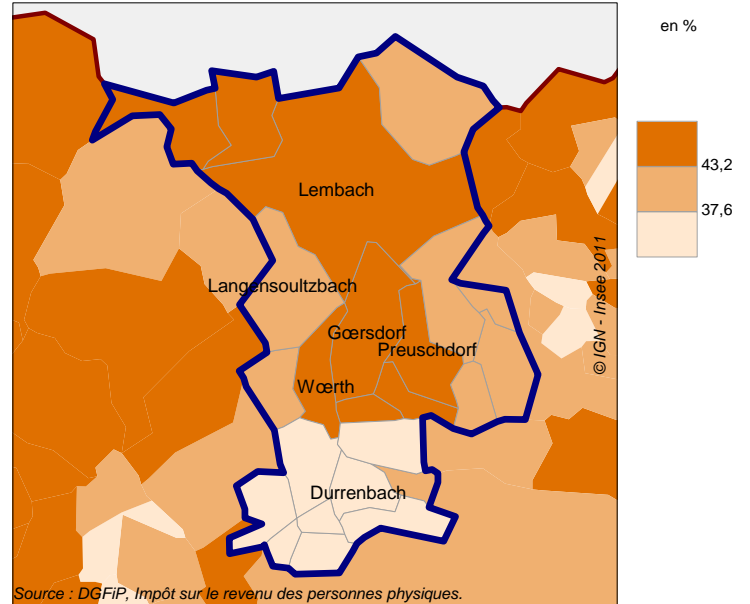 en %
43,2
37,6
Lembach
Langensoultzbach
Gœrsdorf
Preuschdorf
Wœrth
Durrenbach
© IGN - Insee 2011
Source : DGFiP, Impôt sur le revenu des personnes physiques.